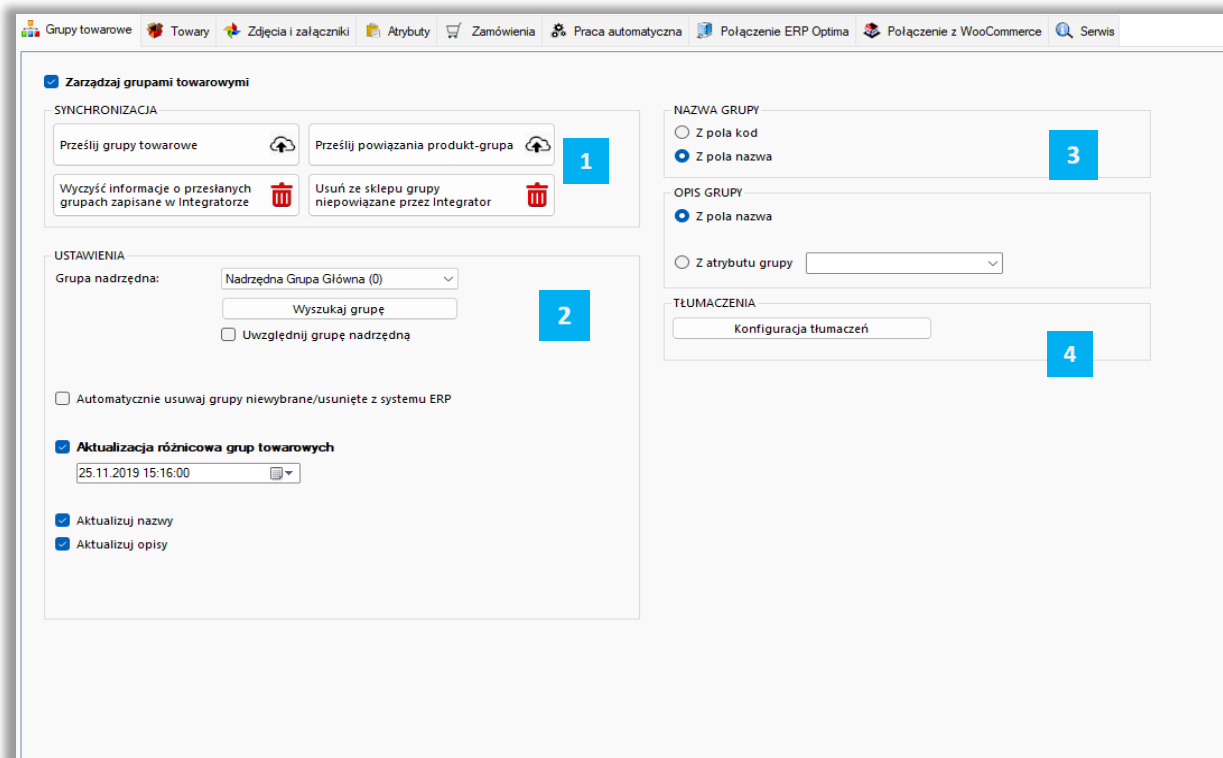 Grupy towarowe
Towary
Zdjęcia i załączniki
Atrybuty
Zamówienia
Praca automatyczna
Połączenie ERP Optima
Połączenie z WooCommerce
Serwis
Zarządzaj grupami towarowymi
SYNCHRONIZACJA
Prześlij grupy towarowe
Prześlij powiązania produkt-grupa
1
Wyczyść informacje o przesłanych
grupach zapisane w Integratorze
Usuń ze sklepu grupy
niepowiązane przez Integrator
USTAWIENIA
Grupa nadrzędna:
Nadrzędna Grupa Główna (0)
Wyszukaj grupę
2
Uwzględnij grupę nadrzędną
Automatycznie usuwaj grupy niewybrane/usunięte z systemu ERP
Aktualizacja różnicowa grup towarowych
25.11.2019 15:16:00
Aktualizuj nazwy
Aktualizuj opisy
NAZWA GRUPY
Z pola kod
Z pola nazwa
3
OPIS GRUPY
Z pola nazwa
Z atrybutu grupy
TŁUMACZENIA
Konfiguracja tłumaczeń
4